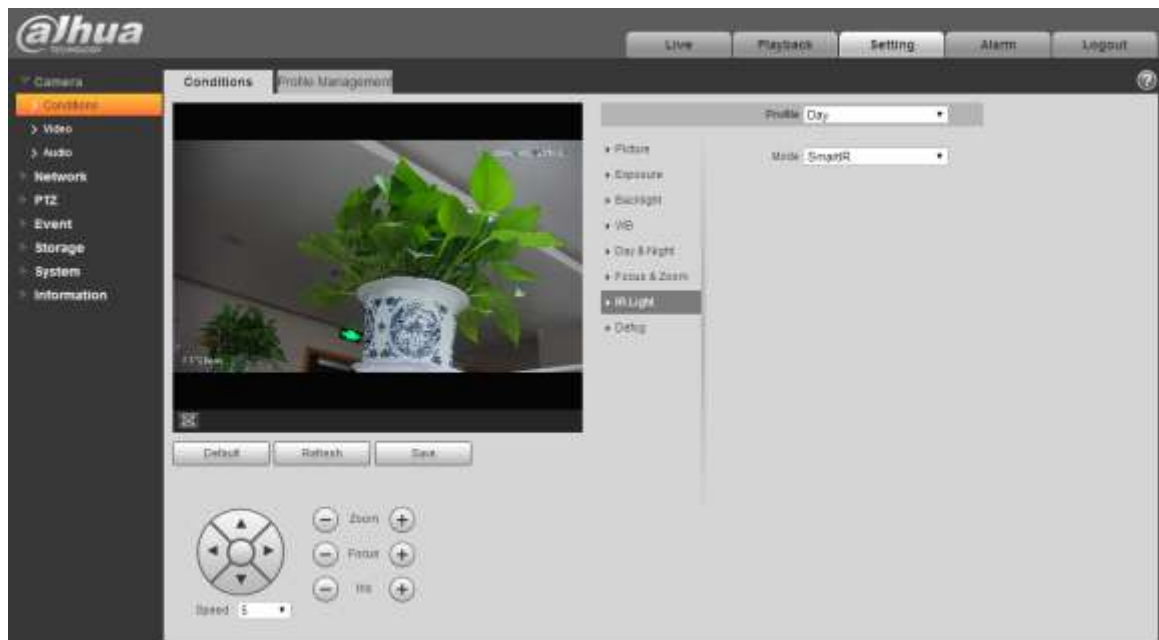 alhua
TECHNOLOGY
Live
Playback
Setting
Alarm
Logout
Camera
Conditions
Video
Audio
Network
PTZ
Event
Storage
System
Information
Conditions
Profile Management
?
Profile Day
Mode SmartIR
Picture
Exposure
Backlight
WB
Day & Night
Focus & Zoom
IR Light
Defog
Default
Refresh
Save
Zoom
Focus
Iris
Speed 5